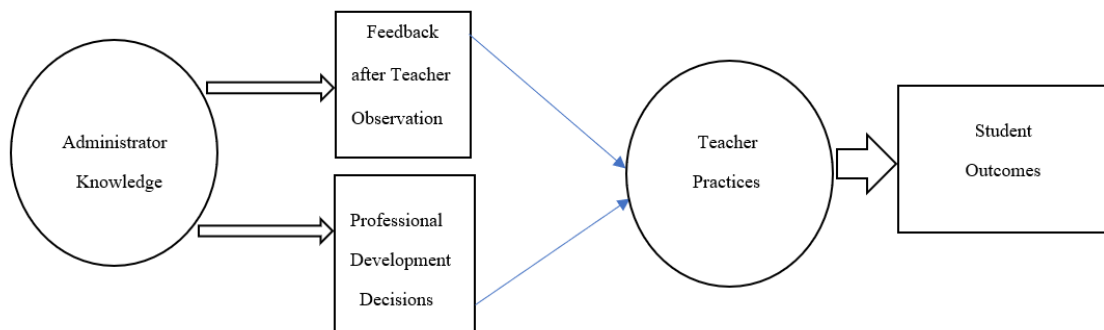 Administrator
Knowledge
Feedback
after Teacher
Observation
Professional
Development
Decisions
Teacher
Practices
Student
Outcomes